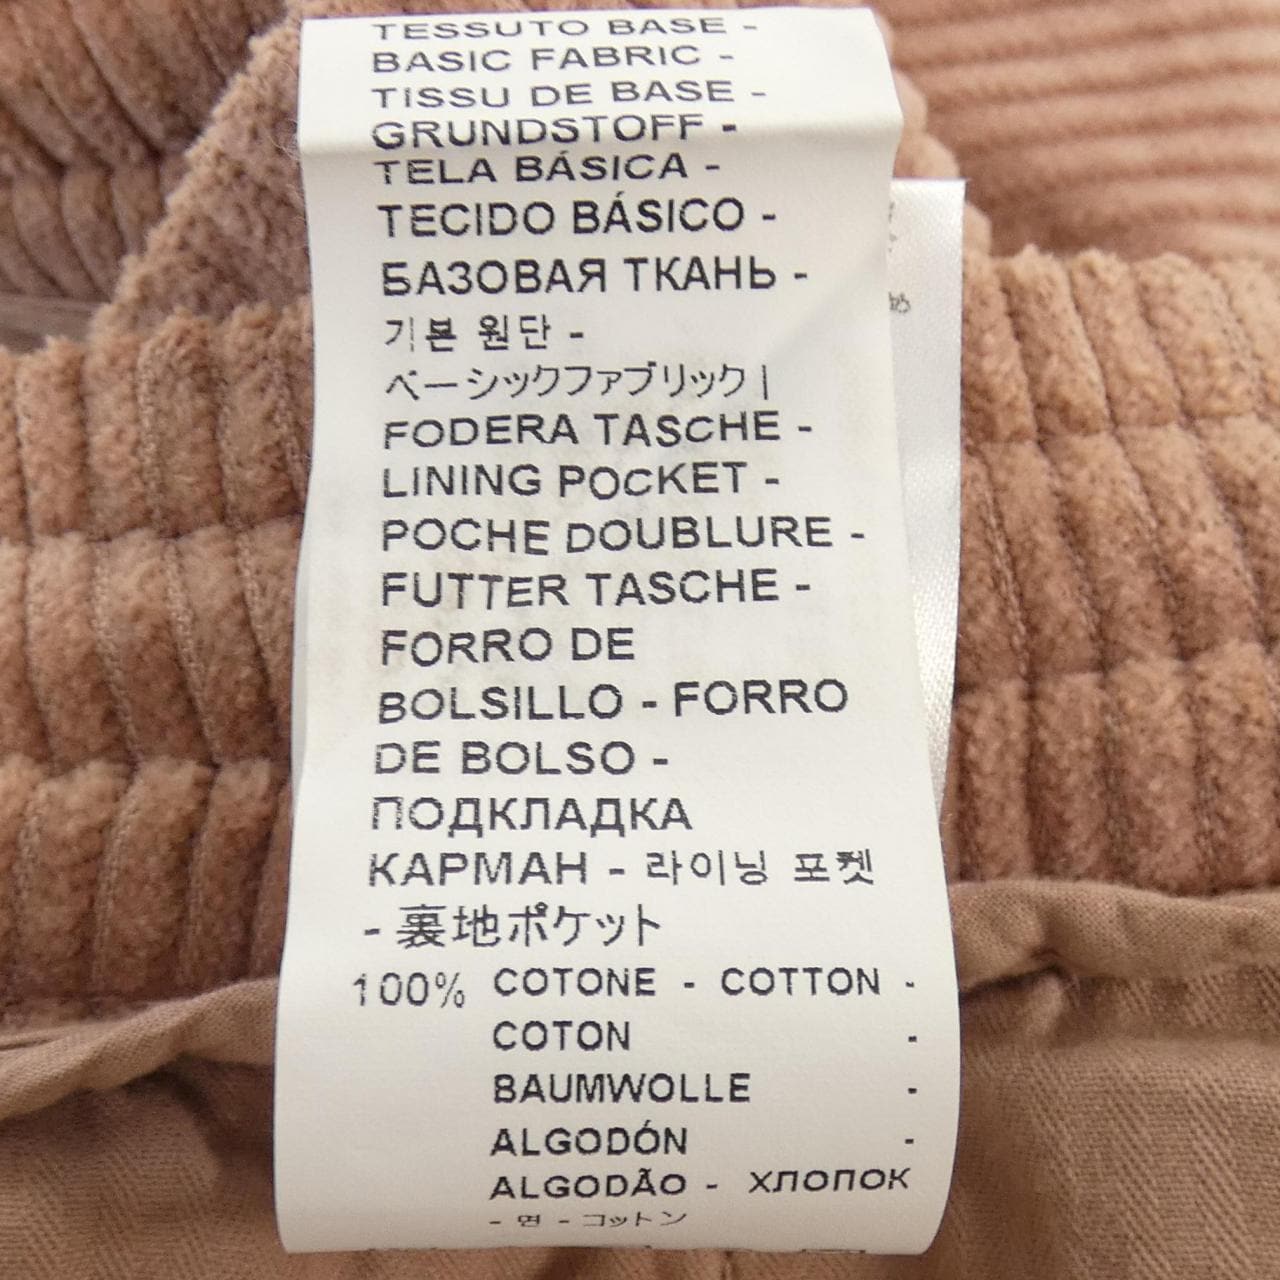 TESSUTO BASE -
BASIC FABRIC -
TISSU DE BASE -
GRUNDSTOFF -
TELA BÁSICA -
TECIDO BÁSICO -
БАЗОВАЯ ТКАНЬ -
기본 원단 -
ベーシックファブリック |
FODERA TASCHE -
LINING POCKET -
POCHE DOUBLURE -
FUTTER TASCHE -
FORRO DE
BOLSILLO - FORRO
DE BOLSO -
ПОДКЛАДКА
КАРМАН - 라이닝 포켓
- 裏地ポケット
100% COTONE - COTTON -
COTON -
BAUMWOLLE -
ALGODÓN -
ALGODÃO - ХЛОПОК
- 면 - コットン